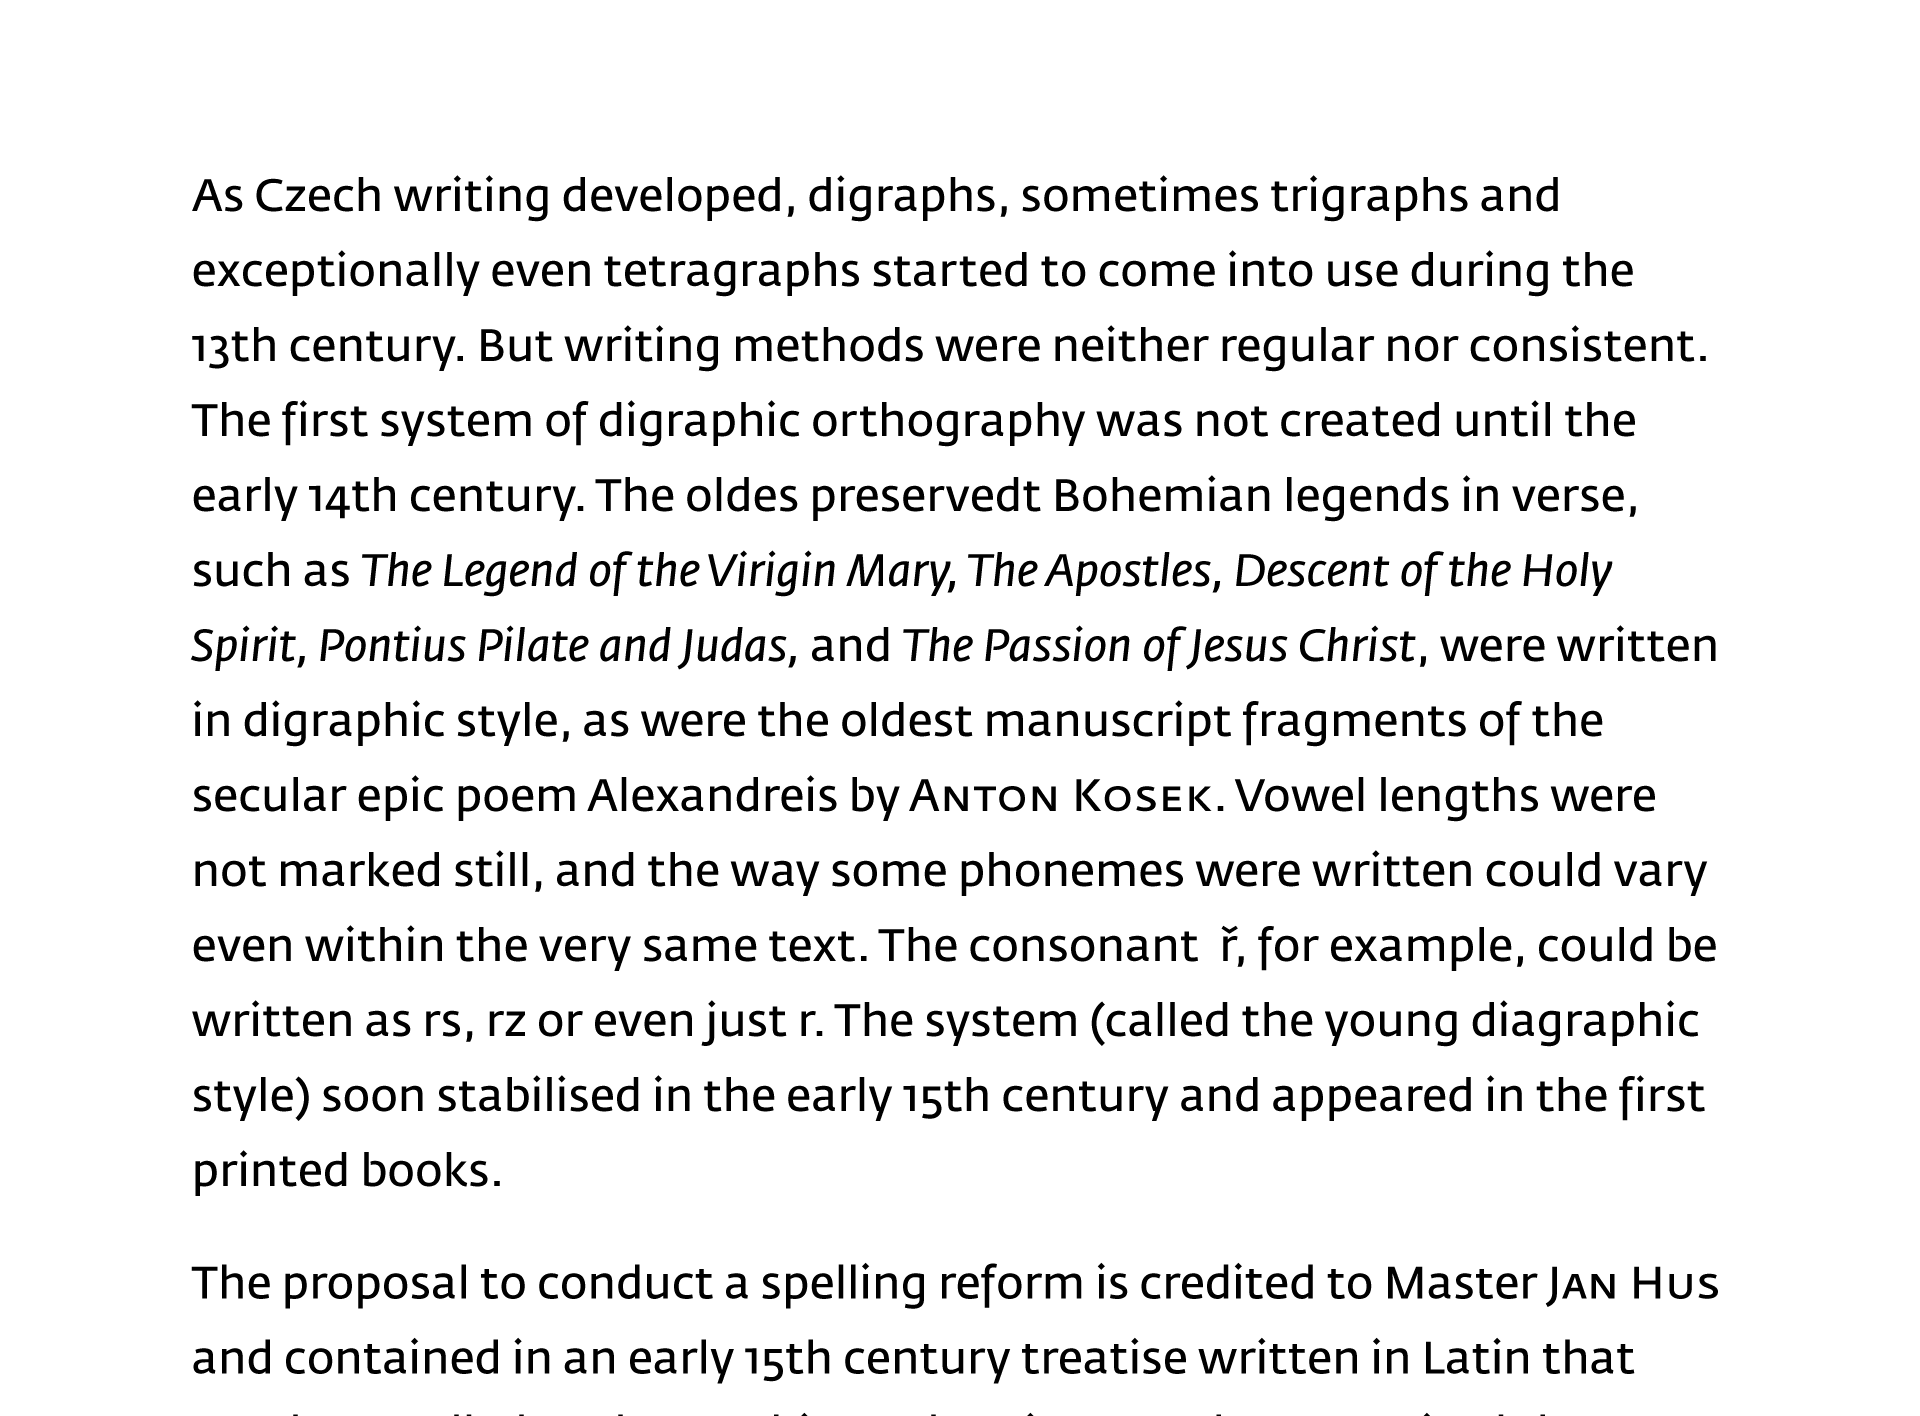 As Czech writing developed, digraphs, sometimes trigraphs and
exceptionally even tetragraphs started to come into use during the
13th century. But writing methods were neither regular nor consistent.
The first system of digraphic orthography was not created until the
early 14th century. The oldes preservedt Bohemian legends in verse,
such as The Legend of the Virigin Mary, The Apostles, Descent of the Holy
Spirit, Pontius Pilate and Judas, and The Passion of Jesus Christ, were written
in digraphic style, as were the oldest manuscript fragments of the
secular epic poem Alexandreis by Anton Kosek. Vowel lengths were
not marked still, and the way some phonemes were written could vary
even within the very same text. The consonant ř, for example, could be
written as rs, rz or even just r. The system (called the young diagraphic
style) soon stabilised in the early 15th century and appeared in the first
printed books.
The proposal to conduct a spelling reform is credited to Master Jan Hus
and contained in an early 15th century treatise written in Latin that